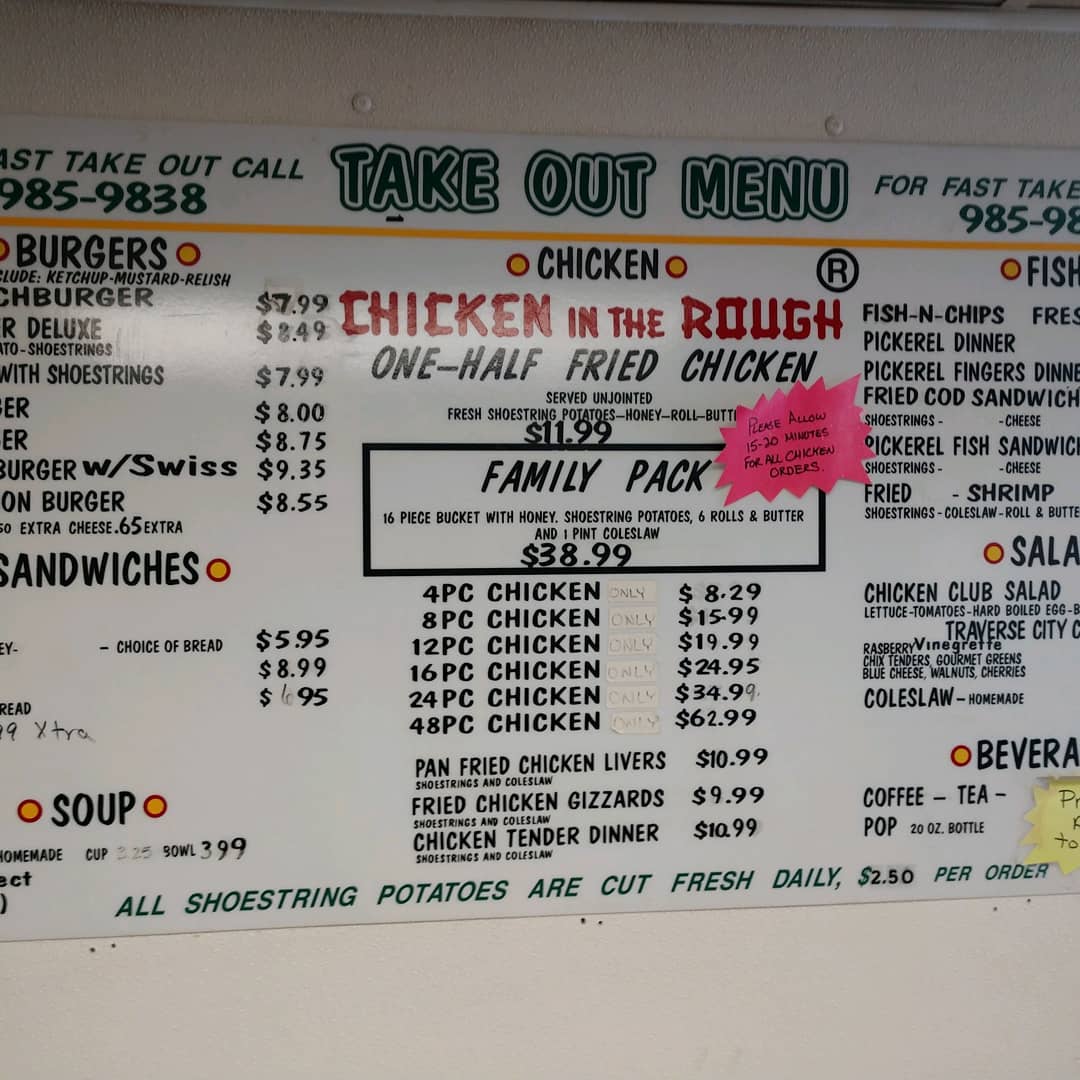 AST TAKE OUT CALL
985-9838
TAKE OUT MENU
FOR FAST TAKE
985-98
BURGERS
CLUDE: KETCHUP-MUSTARD-RELISH
CHBURGER $7.99
R DELUXE $8.49
ATO-SHOESTRINGS
WITH SHOESTRINGS $7.99
ER $8.00
ER $8.75
BURGER w/Swiss $9.35
ON BURGER $8.55
50 EXTRA CHEESE .65 EXTRA
SANDWICHES
EY- - CHOICE OF BREAD $5.95
$8.99
$6 95
READ
99 Xtra
SOUP
HOMEMADE CUP 3.25 BOWL 399
ect
)
CHICKEN ®
CHICKEN IN THE ROUGH
ONE-HALF FRIED CHICKEN
SERVED UNJOINTED
FRESH SHOESTRING POTATOES-HONEY-ROLL-BUTT
$11.99
PLEASE ALLOW
15-20 MINUTES
FOR ALL CHICKEN
ORDERS.
FAMILY PACK
16 PIECE BUCKET WITH HONEY. SHOESTRING POTATOES, 6 ROLLS & BUTTER
AND 1 PINT COLESLAW
$38.99
4PC CHICKEN ONLY $ 8.29
8PC CHICKEN ONLY $15-99
12PC CHICKEN ONLY $19.99
16PC CHICKEN ONLY $24.95
24PC CHICKEN ONLY $34.99
48PC CHICKEN ONLY $62.99
PAN FRIED CHICKEN LIVERS $10.99
SHOESTRINGS AND COLESLAW
FRIED CHICKEN GIZZARDS $9.99
SHOESTRINGS AND COLESLAW
CHICKEN TENDER DINNER $10.99
SHOESTRINGS AND COLESLAW
FISH
FISH-N-CHIPS FRES
PICKEREL DINNER
PICKEREL FINGERS DINNE
FRIED COD SANDWICH
SHOESTRINGS - -CHEESE
PICKEREL FISH SANDWIC
SHOESTRINGS - -CHEESE
FRIED - SHRIMP
SHOESTRINGS-COLESLAW-ROLL & BUTTE
SALA
CHICKEN CLUB SALAD
LETTUCE-TOMATOES-HARD BOILED EGG-B
TRAVERSE CITY C
RASBERRY Vinegrette
CHIX TENDERS, GOURMET GREENS
BLUE CHEESE, WALNUTS, CHERRIES
COLESLAW-HOMEMADE
BEVERA
COFFEE - TEA -
POP 20 OZ. BOTTLE
Pr
to
ALL SHOESTRING POTATOES ARE CUT FRESH DAILY, $2.50 PER ORDER